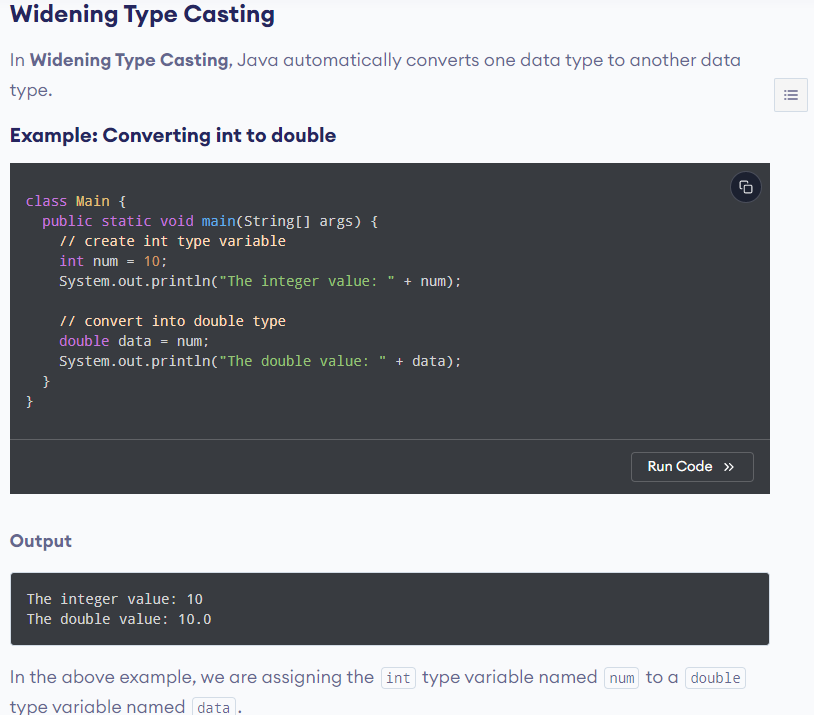 Widening Type Casting
In Widening Type Casting, Java automatically converts one data type to another data
type.
Example: Converting int to double
class Main {
  public static void main(String[] args) {
    // create int type variable
    int num = 10;
    System.out.println("The integer value: " + num);

    // convert into double type
    double data = num;
    System.out.println("The double value: " + data);
  }
}
Run Code »
Output
The integer value: 10
The double value: 10.0
In the above example, we are assigning the int type variable named num to a double
type variable named data.